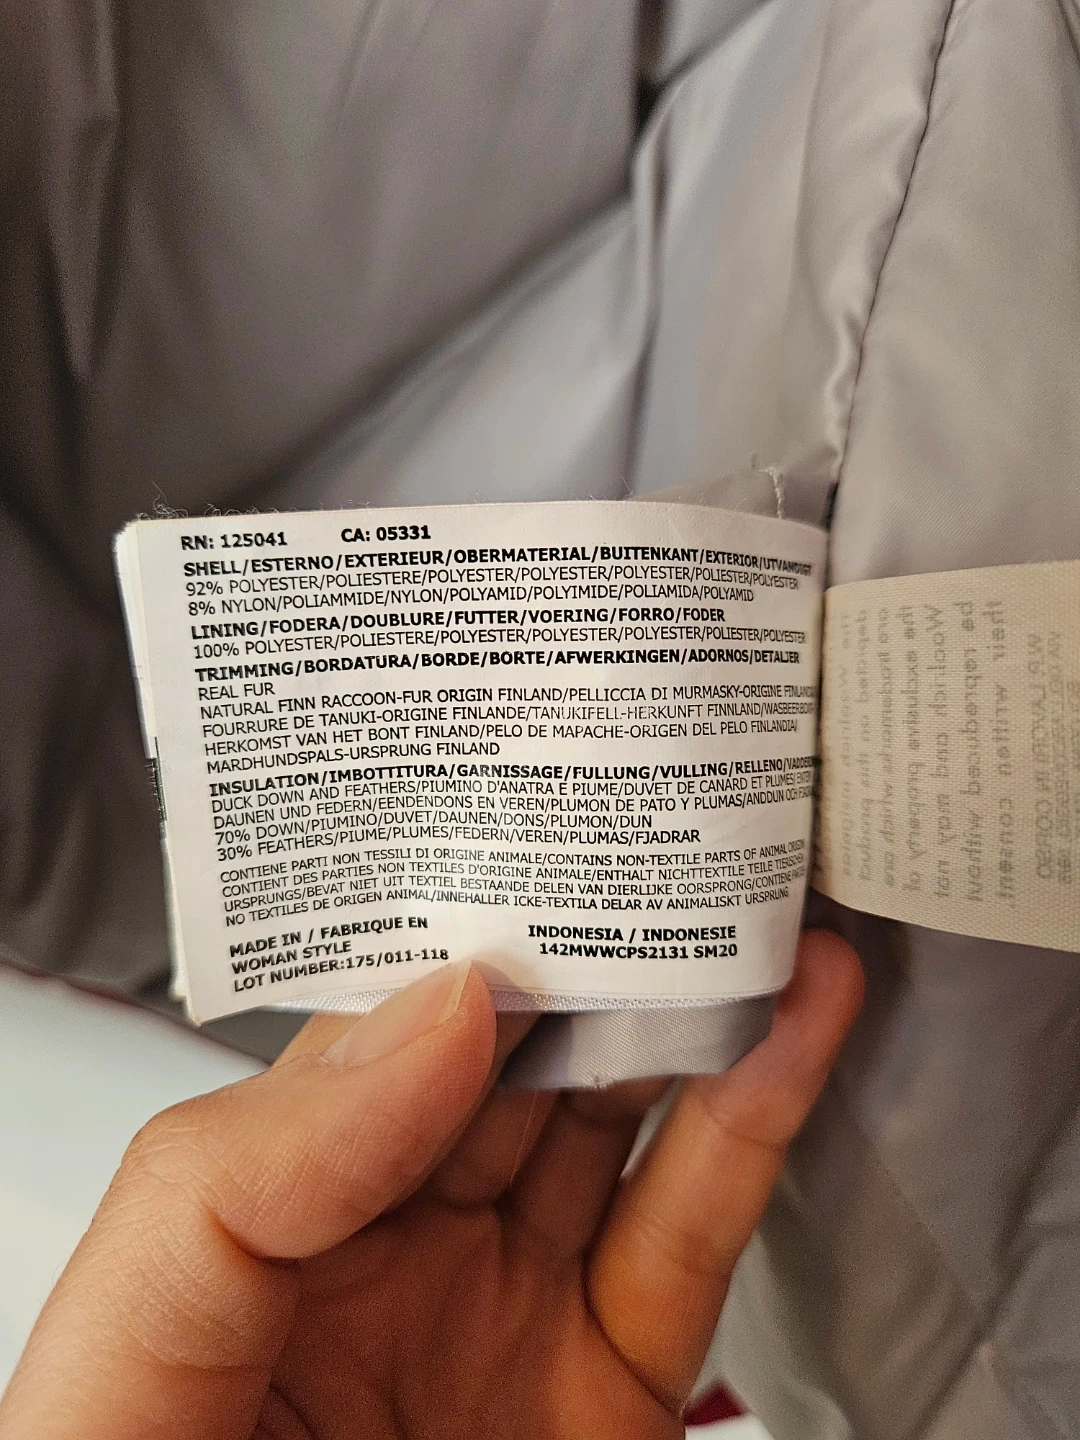 RN: 125041 CA: 05331
SHELL/ESTERNO/EXTERIEUR/OBERMATERIAL/BUITENKANT/EXTERIOR/UTVANDIGT
92% POLYESTER/POLIESTERE/POLYESTER/POLYESTER/POLYESTER/POLIESTER/POLYESTER
8% NYLON/POLIAMMIDE/NYLON/POLYAMID/POLYIMIDE/POLIAMIDA/POLYAMID
LINING/FODERA/DOUBLURE/FUTTER/VOERING/FORRO/FODER
100% POLYESTER/POLIESTERE/POLYESTER/POLYESTER/POLYESTER/POLIESTER/POLYESTER
TRIMMING/BORDATURA/BORDE/BORTE/AFWERKINGEN/ADORNOS/DETALJER
REAL FUR
NATURAL FINN RACCOON-FUR ORIGIN FINLAND/PELLICCIA DI MURMASKY-ORIGINE FINLANDIA
FOURRURE DE TANUKI-ORIGINE FINLANDE/TANUKIFELL-HERKUNFT FINNLAND/WASBEERBONT-
HERKOMST VAN HET BONT FINLAND/PELO DE MAPACHE-ORIGEN DEL PELO FINLANDIA/
MARDHUNDSPALS-URSPRUNG FINLAND
INSULATION/IMBOTTITURA/GARNISSAGE/FULLUNG/VULLING/RELLENO/
DUCK DOWN AND FEATHERS/PIUMINO D'ANATRA E PIUME/DUVET DE CANARD ET PLUMES/
DAUNEN UND FEDERN/EENDENDONS EN VEREN/PLUMON DE PATO Y PLUMAS/ANDDUN OCH
70% DOWN/PIUMINO/DUVET/DAUNEN/DONS/PLUMON/DUN
30% FEATHERS/PIUME/PLUMES/FEDERN/VEREN/PLUMAS/FJADRAR
CONTIENE PARTI NON TESSILI DI ORIGINE ANIMALE/CONTAINS NON-TEXTILE PARTS OF ANIMAL ORIGIN
CONTIENT DES PARTIES NON TEXTILES D'ORIGINE ANIMALE/ENTHALT NICHTTEXTILE TEILE TIERISCHEN
URSPRUNGS/BEVAT NIET UIT TEXTIEL BESTAANDE DELEN VAN DIERLIJKE OORSPRONG/CONTIENE PARTES
NO TEXTILES DE ORIGEN ANIMAL/INNEHALLER ICKE-TEXTILA DELAR AV ANIMALISKT URSPRUNG
MADE IN / FABRIQUE EN INDONESIA / INDONESIE
WOMAN STYLE 142MWWCPS2131 SM20
LOT NUMBER:175/011-118